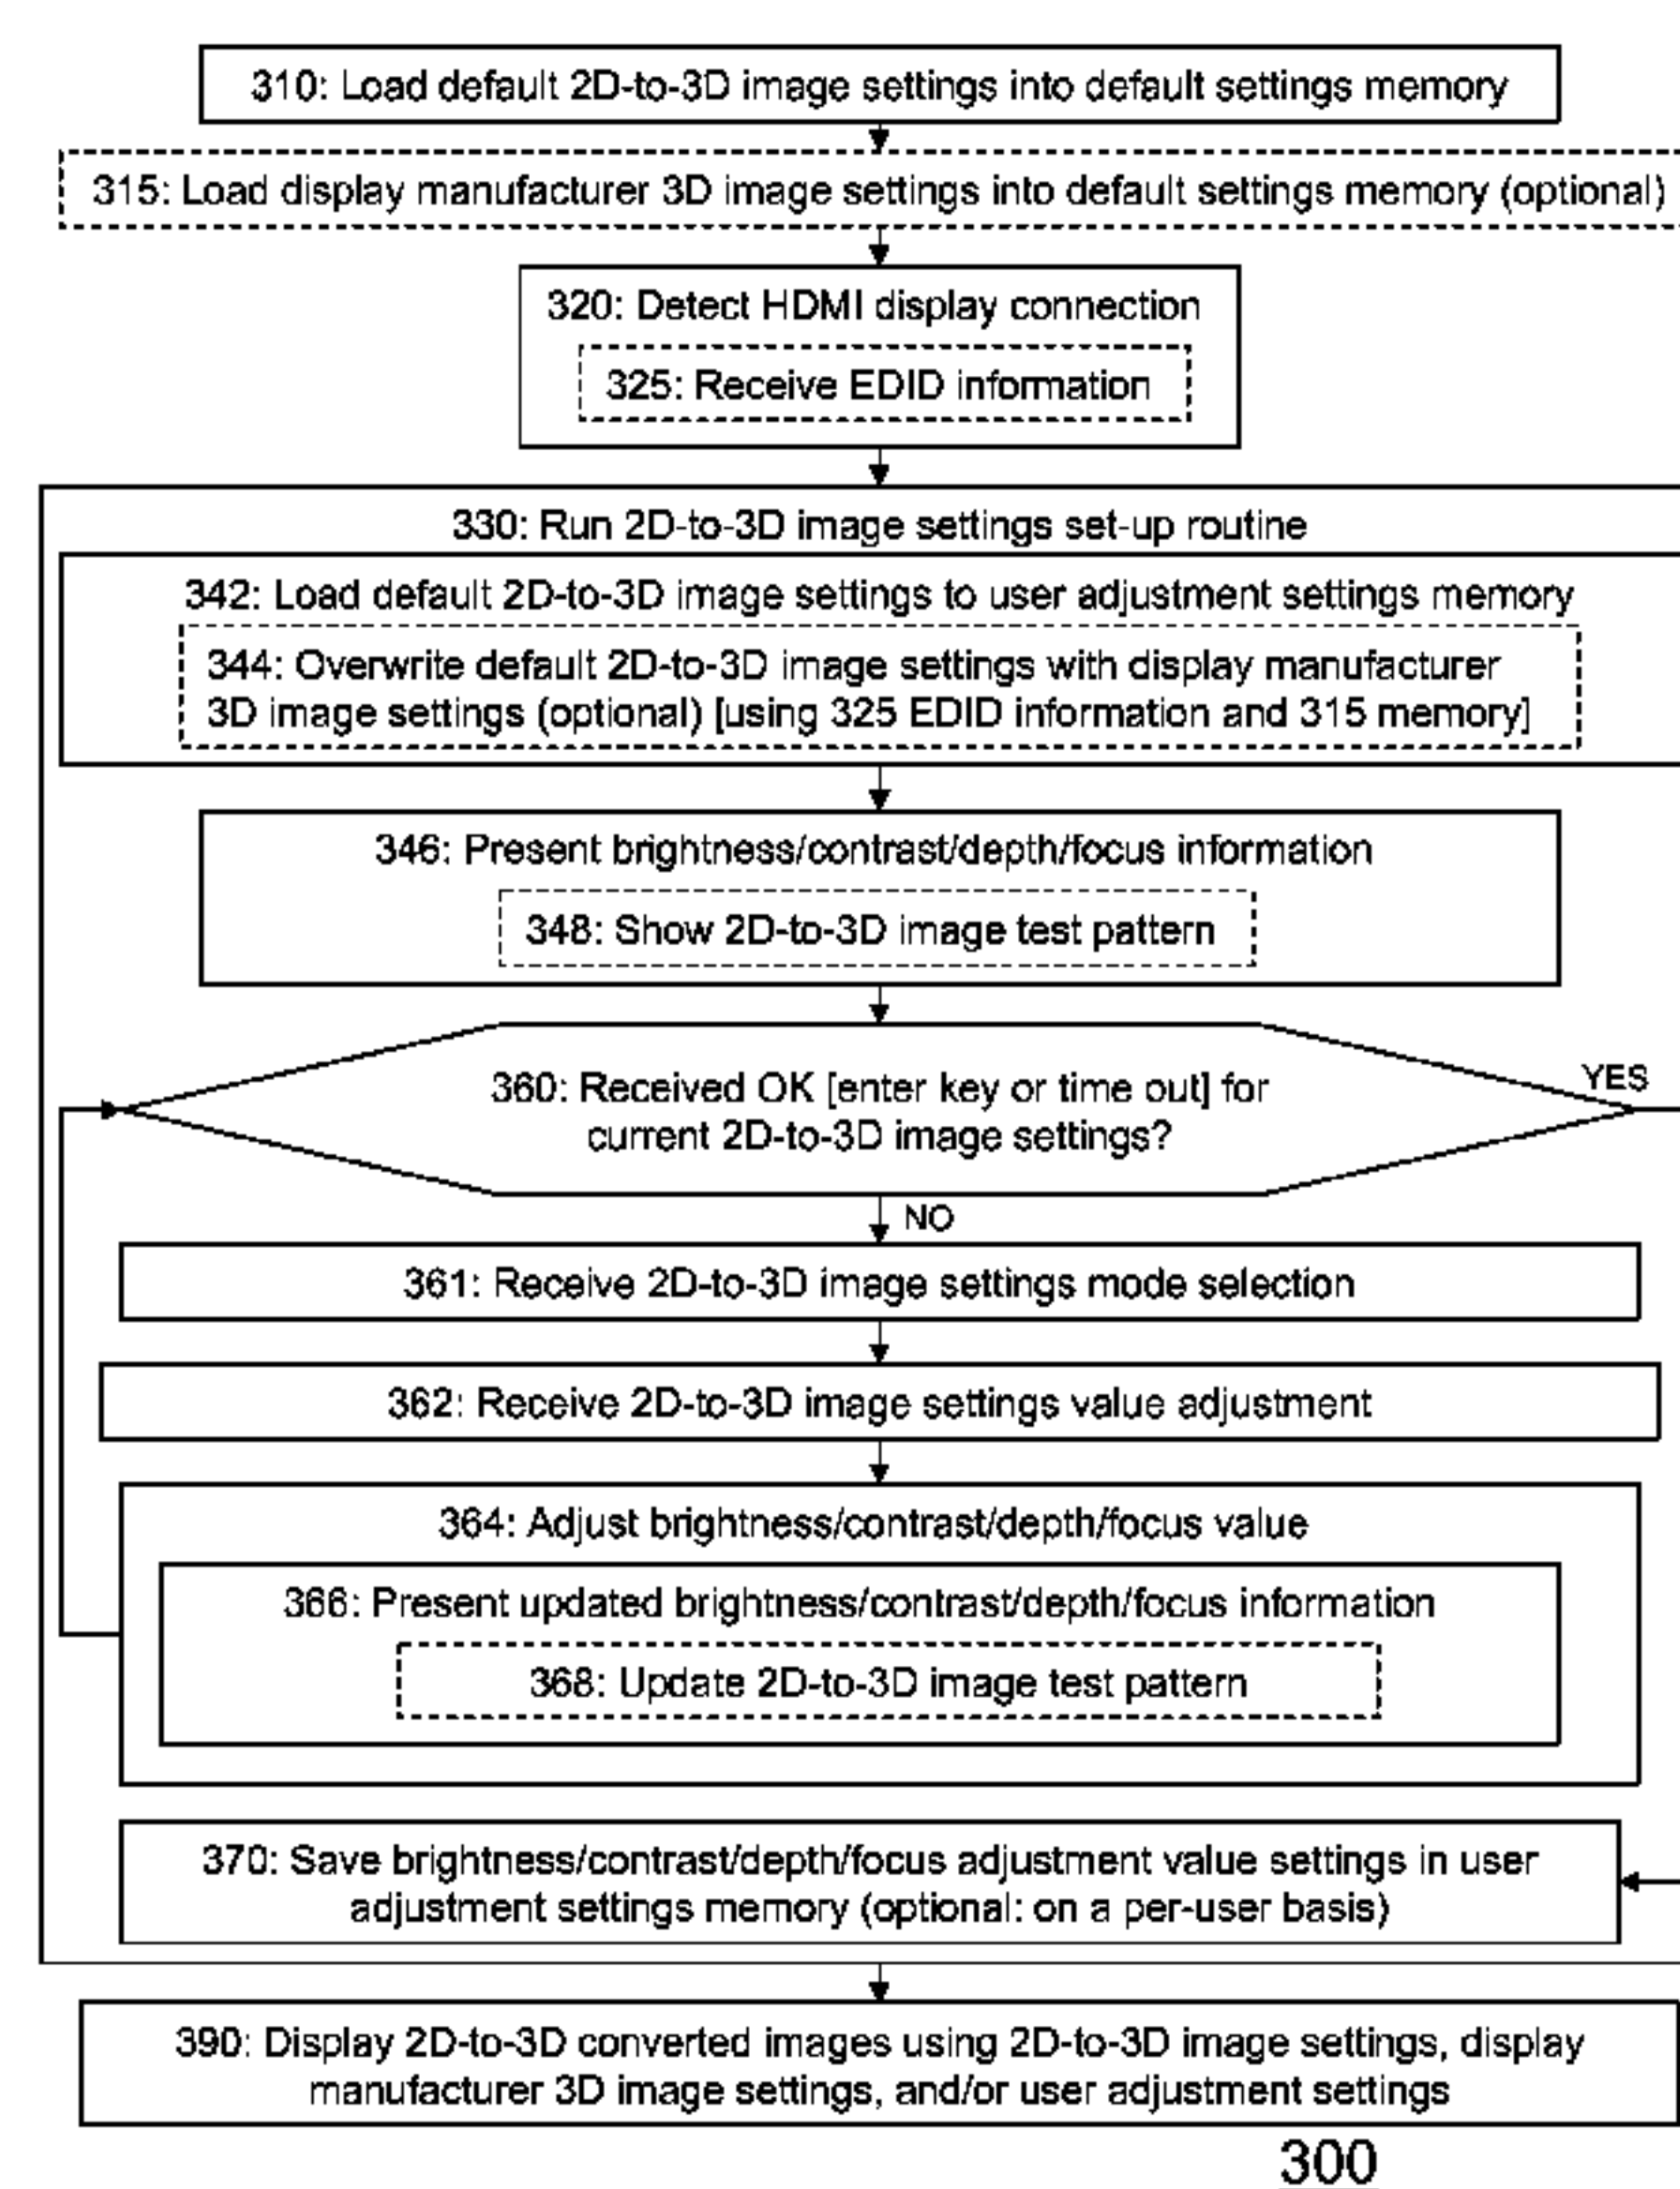 310: Load default 2D-to-3D image settings into default settings memory
315: Load display manufacturer 3D image settings into default settings memory (optional)
320: Detect HDMI display connection
325: Receive EDID information
330: Run 2D-to-3D image settings set-up routine
342: Load default 2D-to-3D image settings to user adjustment settings memory
344: Overwrite default 2D-to-3D image settings with display manufacturer
3D image settings (optional) [using 325 EDID information and 315 memory]
346: Present brightness/contrast/depth/focus information
348: Show 2D-to-3D image test pattern
360: Received OK [enter key or time out] for
current 2D-to-3D image settings?
YES
NO
361: Receive 2D-to-3D image settings mode selection
362: Receive 2D-to-3D image settings value adjustment
364: Adjust brightness/contrast/depth/focus value
366: Present updated brightness/contrast/depth/focus information
368: Update 2D-to-3D image test pattern
370: Save brightness/contrast/depth/focus adjustment value settings in user
adjustment settings memory (optional: on a per-user basis)
390: Display 2D-to-3D converted images using 2D-to-3D image settings, display
manufacturer 3D image settings, and/or user adjustment settings
300